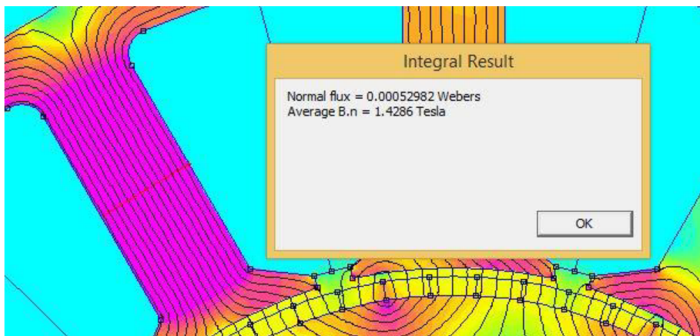 Integral Result
Normal flux = 0.00052982 Webers
Average B.n = 1.4286 Tesla
OK